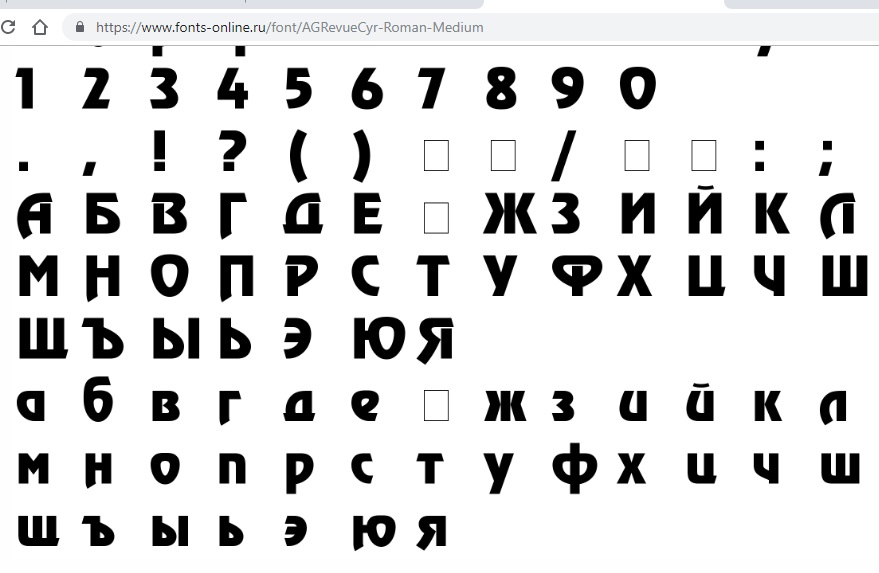 https://www.fonts-online.ru/font/AGRevueCyr-Roman-Medium
1 2 3 4 5 6 7 8 9 0
. , ! ? ( ) □ □ / □ □ : ;
А Б В Г Д Е □ Ж З И Й К Л
М Н О П Р С Т У Ф Х Ц Ч Ш
Щ Ъ Ы Ь Э Ю Я
а б в г д е □ ж з и й к л
м н о п р с т у ф х ц ч ш
щ ъ ы ь э ю я